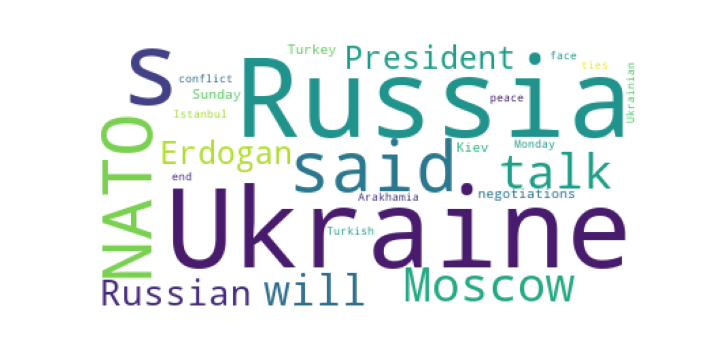 Turkey
President
face
s
conflict
Russia
ties
Sunday
peace
Ukrainian
Istanbul
NATO
Erdogan
said
Kiev
Monday
talk
end
Arakhamia
negotiations
Ukraine
Turkish
Russian
will
Moscow